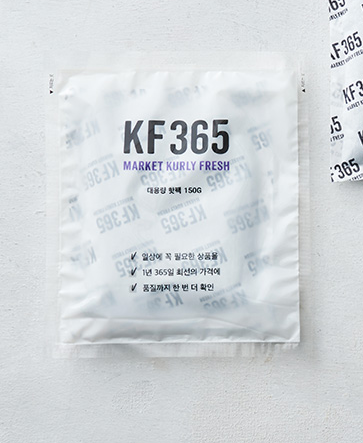 KF365
MARKET KURLY FRESH
대용량 핫팩 150G
✓ 일상에 꼭 필요한 상품을
✓ 1년 365일 최선의 가격에
✓ 품질까지 한 번 더 확인